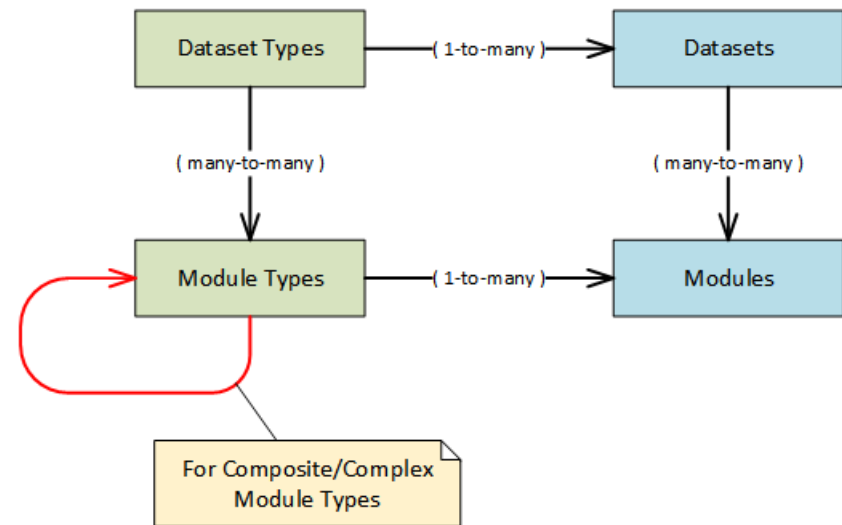 Dataset Types
( 1-to-many )
Datasets
( many-to-many )
( many-to-many )
Module Types
( 1-to-many )
Modules
For Composite/Complex
Module Types